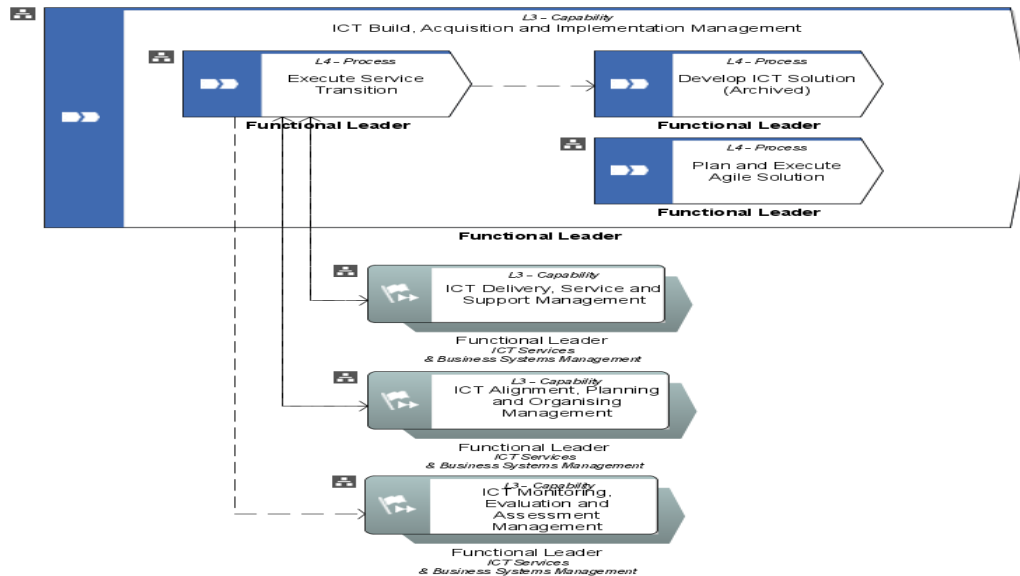 L3 – Capability
ICT Build, Acquisition and Implementation Management
L4 – Process
Execute Service
Transition
Functional Leader
L4 – Process
Develop ICT Solution
(Archived)
Functional Leader
L4 – Process
Plan and Execute
Agile Solution
Functional Leader
Functional Leader
L3 – Capability
ICT Delivery, Service and
Support Management
Functional Leader
ICT Services
& Business Systems Management
L3 – Capability
ICT Alignment, Planning
and Organising
Management
Functional Leader
ICT Services
& Business Systems Management
L3 – Capability
ICT Monitoring,
Evaluation and
Assessment
Management
Functional Leader
ICT Services
& Business Systems Management